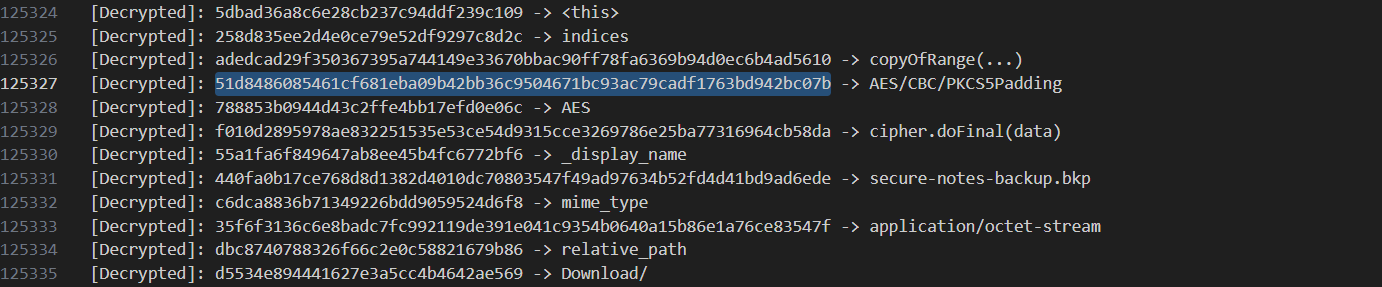 125324 [Decrypted]: 5dbad36a8c6e28cb237c94ddf239c109 -> <this>
125325 [Decrypted]: 258d835ee2d4e0ce79e52df9297c8d2c -> indices
125326 [Decrypted]: adedcad29f350367395a744149e33670bbac90ff78fa6369b94d0ec6b4ad5610 -> copyOfRange(...)
125327 [Decrypted]: 51d8486085461cf681eba09b42bb36c9504671bc93ac79cadf1763bd942bc07b -> AES/CBC/PKCS5Padding
125328 [Decrypted]: 788853b0944d43c2ffe4bb17efd0e06c -> AES
125329 [Decrypted]: f010d2895978ae832251535e53ce54d9315cce3269786e25ba77316964cb58da -> cipher.doFinal(data)
125330 [Decrypted]: 55a1fa6f849647ab8ee45b4fc6772bf6 -> _display_name
125331 [Decrypted]: 440fa0b17ce768d8d1382d4010dc70803547f49ad97634b52fd4d41bd9ad6ede -> secure-notes-backup.bkp
125332 [Decrypted]: c6dca8836b71349226bdd9059524d6f8 -> mime_type
125333 [Decrypted]: 35f6f3136c6e8badc7fc992119de391e041c9354b0640a15b86e1a76ce83547f -> application/octet-stream
125334 [Decrypted]: dbc8740788326f66c2e0c58821679b86 -> relative_path
125335 [Decrypted]: d5534e894441627e3a5cc4b4642ae569 -> Download/